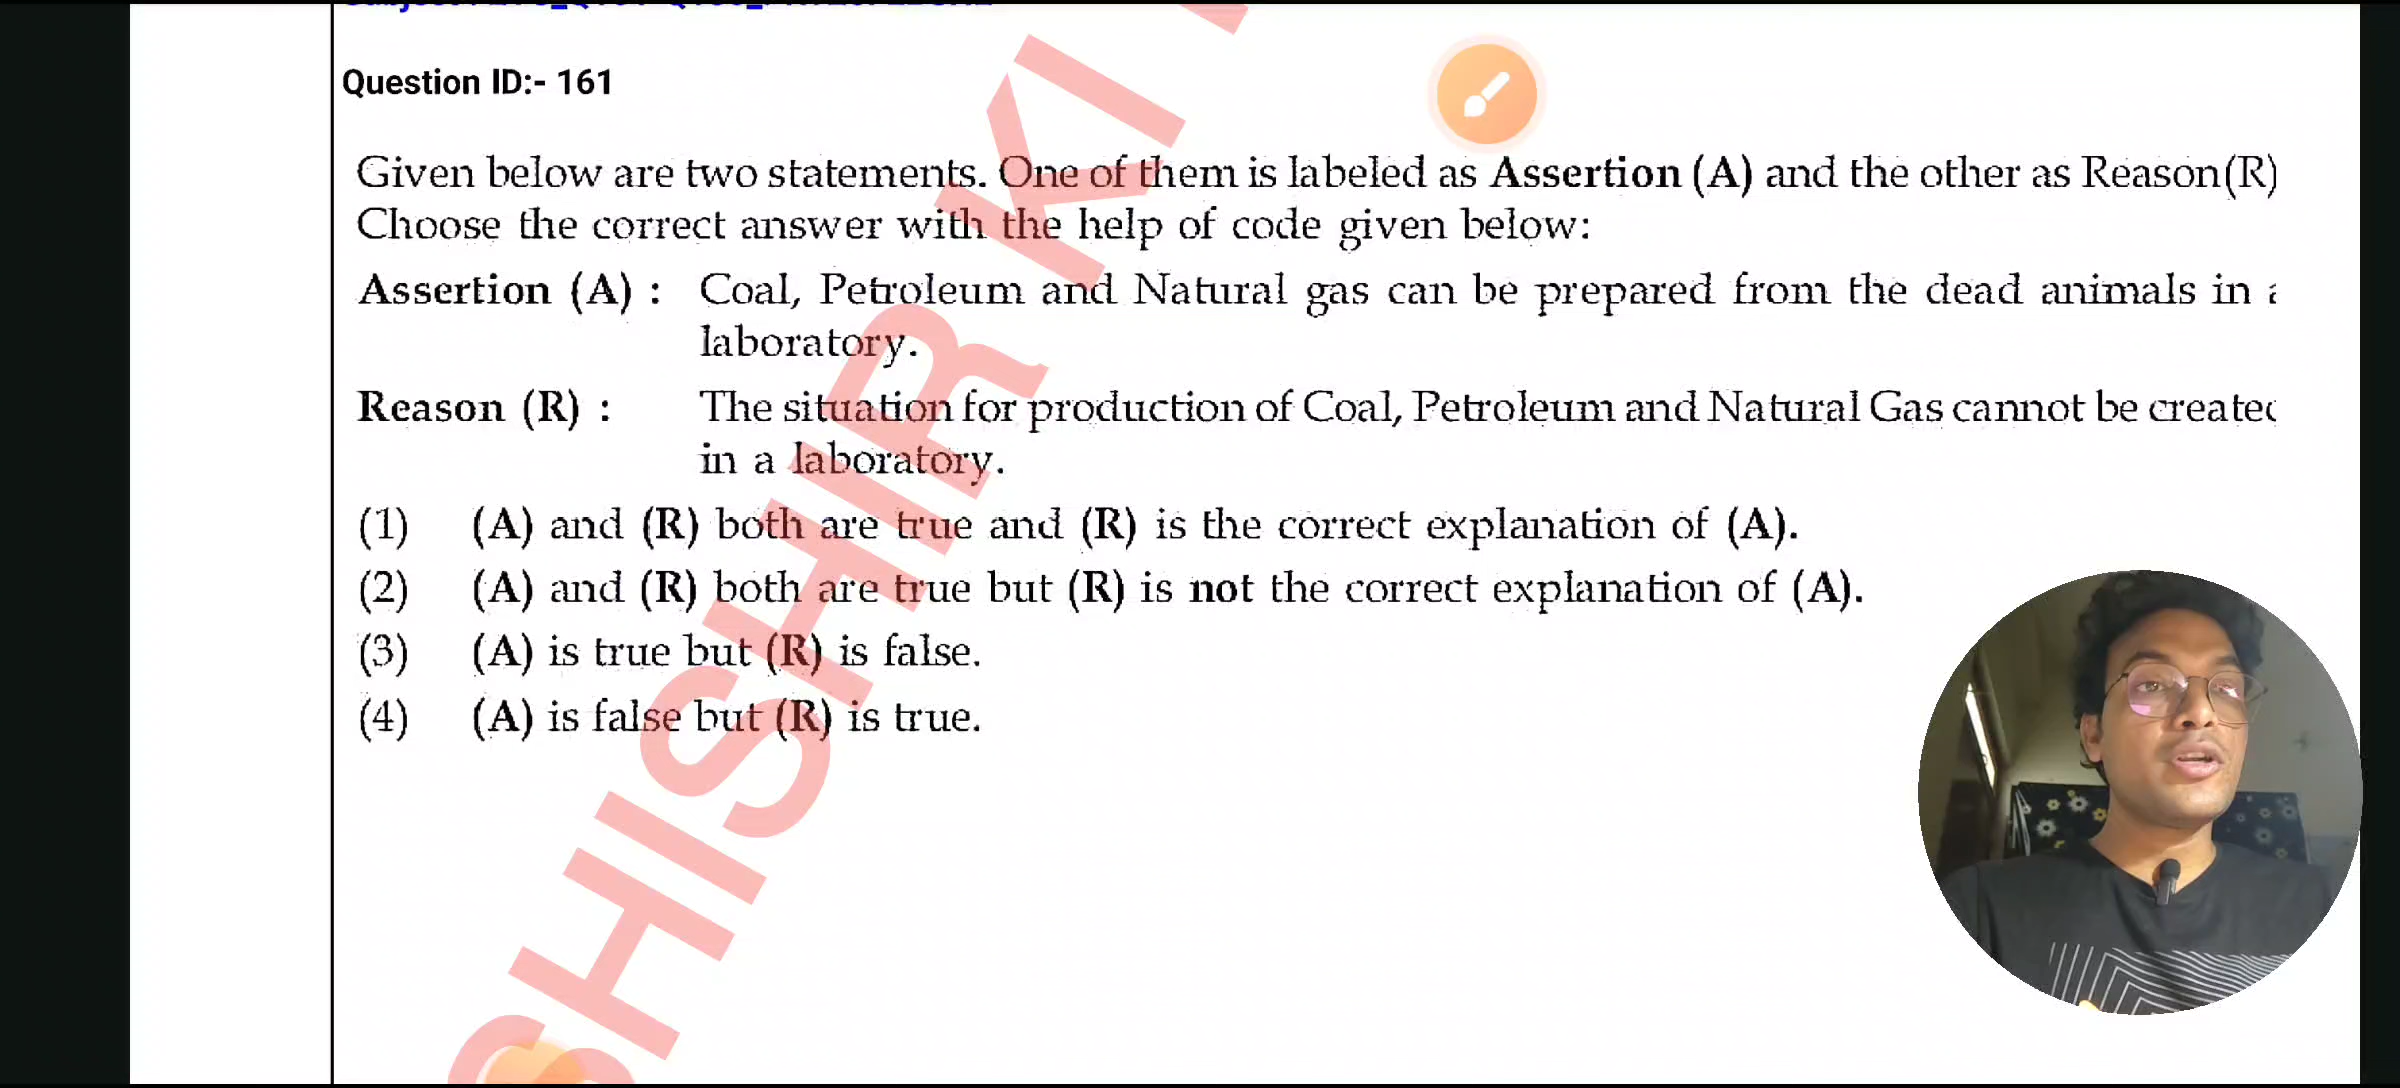 Question ID:- 161
Given below are two statements. One of them is labeled as Assertion (A) and the other as Reason(R)
Choose the correct answer with the help of code given below:
Assertion (A) : Coal, Petroleum and Natural gas can be prepared from the dead animals in
laboratory.
Reason (R) : The situation for production of Coal, Petroleum and Natural Gas cannot be
in a laboratory.
(1) (A) and (R) both are true and (R) is the correct explanation of (A).
(2) (A) and (R) both are true but (R) is not the correct explanation of (A).
(3) (A) is true but (R) is false.
(4) (A) is false but (R) is true.
SHISHIR KI